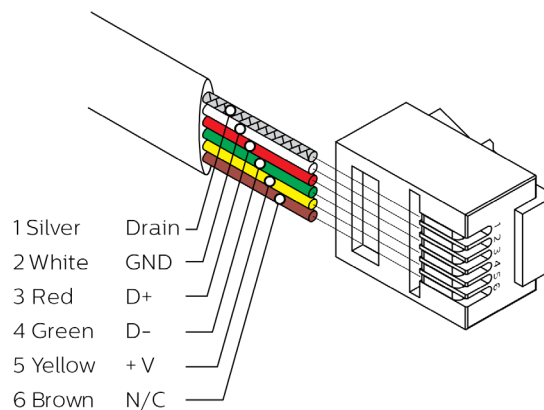 1 Silver Drain
2 White GND
3 Red D+
4 Green D-
5 Yellow + V
6 Brown N/C
1
2
3
4
5
6